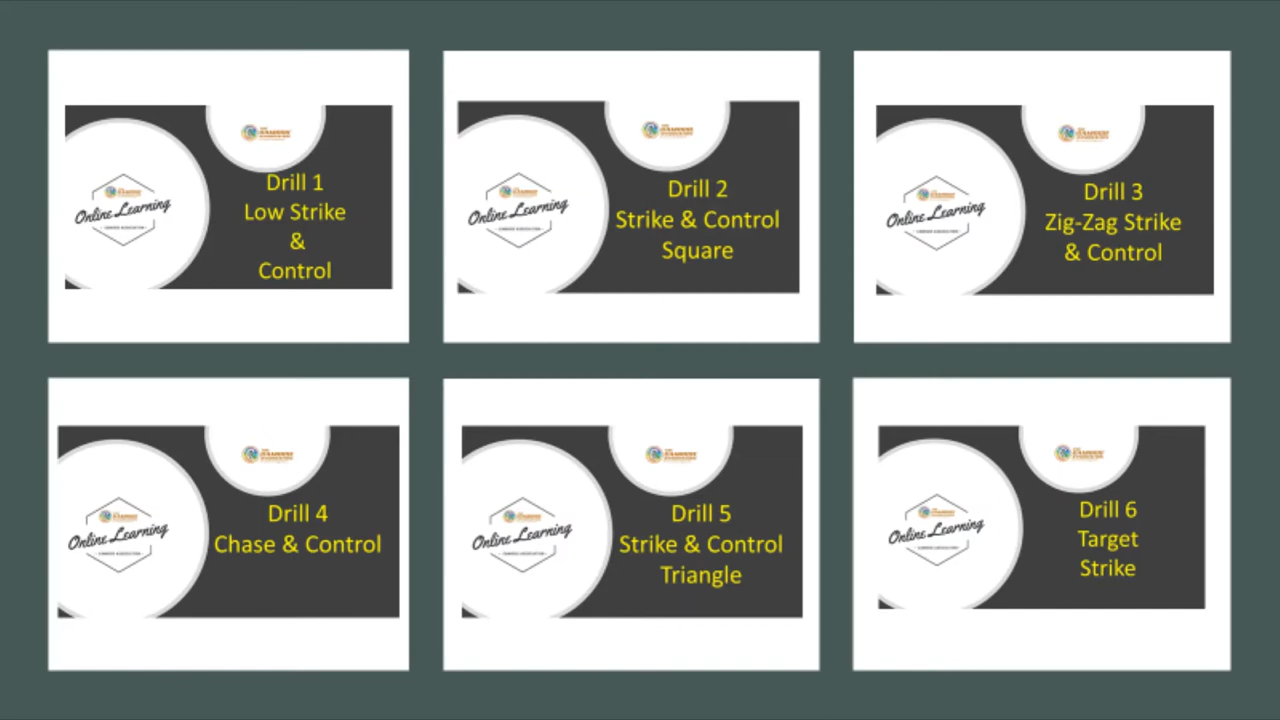 Online Learning
Drill 1
Low Strike
&
Control
Online Learning
Drill 2
Strike & Control
Square
Online Learning
Drill 3
Zig-Zag Strike
& Control
Online Learning
Drill 4
Chase & Control
Online Learning
Drill 5
Strike & Control
Triangle
Online Learning
Drill 6
Target
Strike